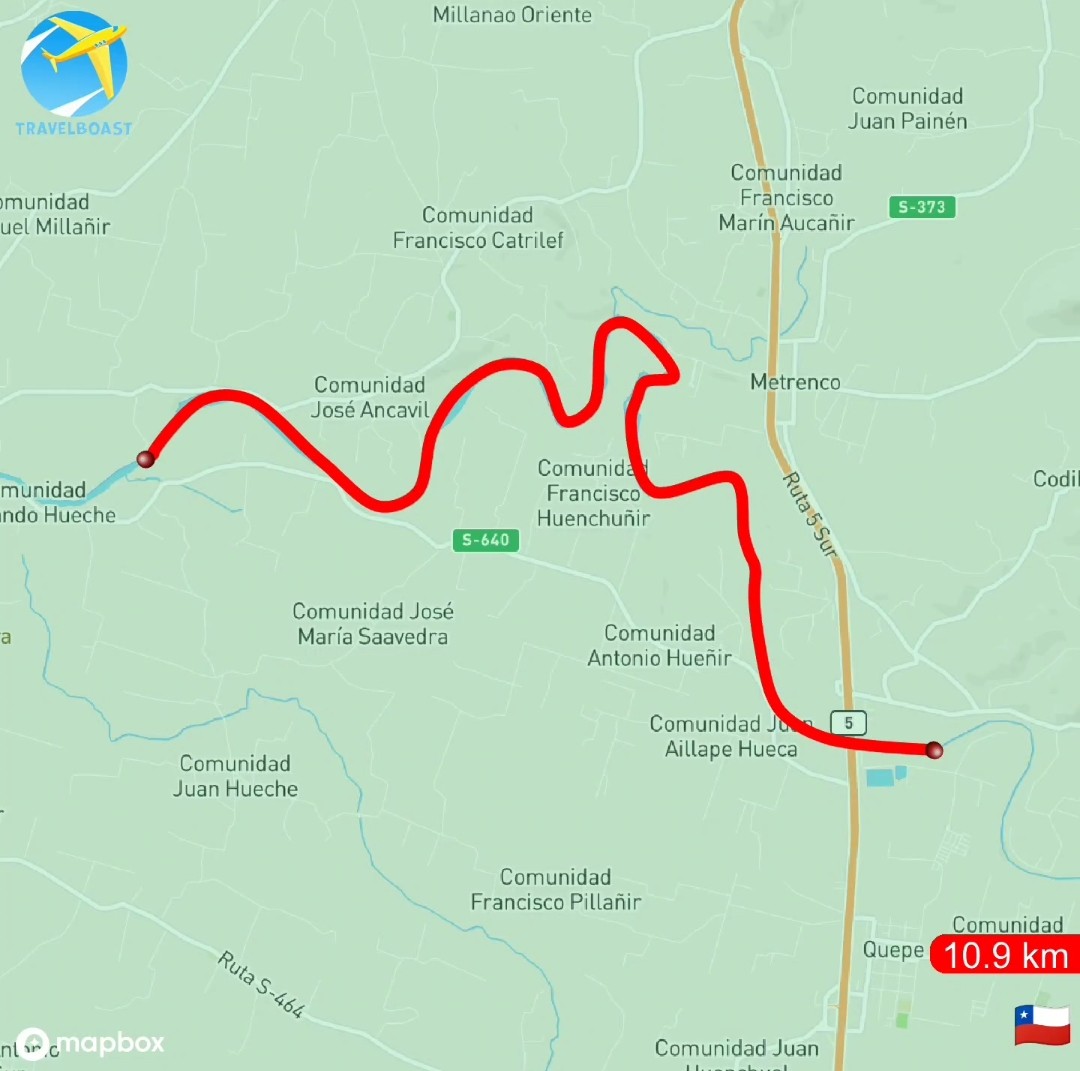 Millanao Oriente
TRAVELBOAST
Comunidad
Juan Painén
Comunidad
Francisco
Marín Aucañir
S-373
omunidad
uel Millañir
Comunidad
Francisco Catrilef
Comunidad
José Ancavil
Metrenco
Comunidad
Francisco
Huenchuñir
Ruta 5 Sur
Codil
munidad
ndo Hueche
S-640
Comunidad José
María Saavedra
a
Comunidad
Antonio Hueñir
Comunidad Juan
Aillape Hueca
5
Comunidad
Juan Hueche
Comunidad
Francisco Pillañir
Comunidad
Quepe
10.9 km
Ruta S-464
mapbox
Comunidad Juan